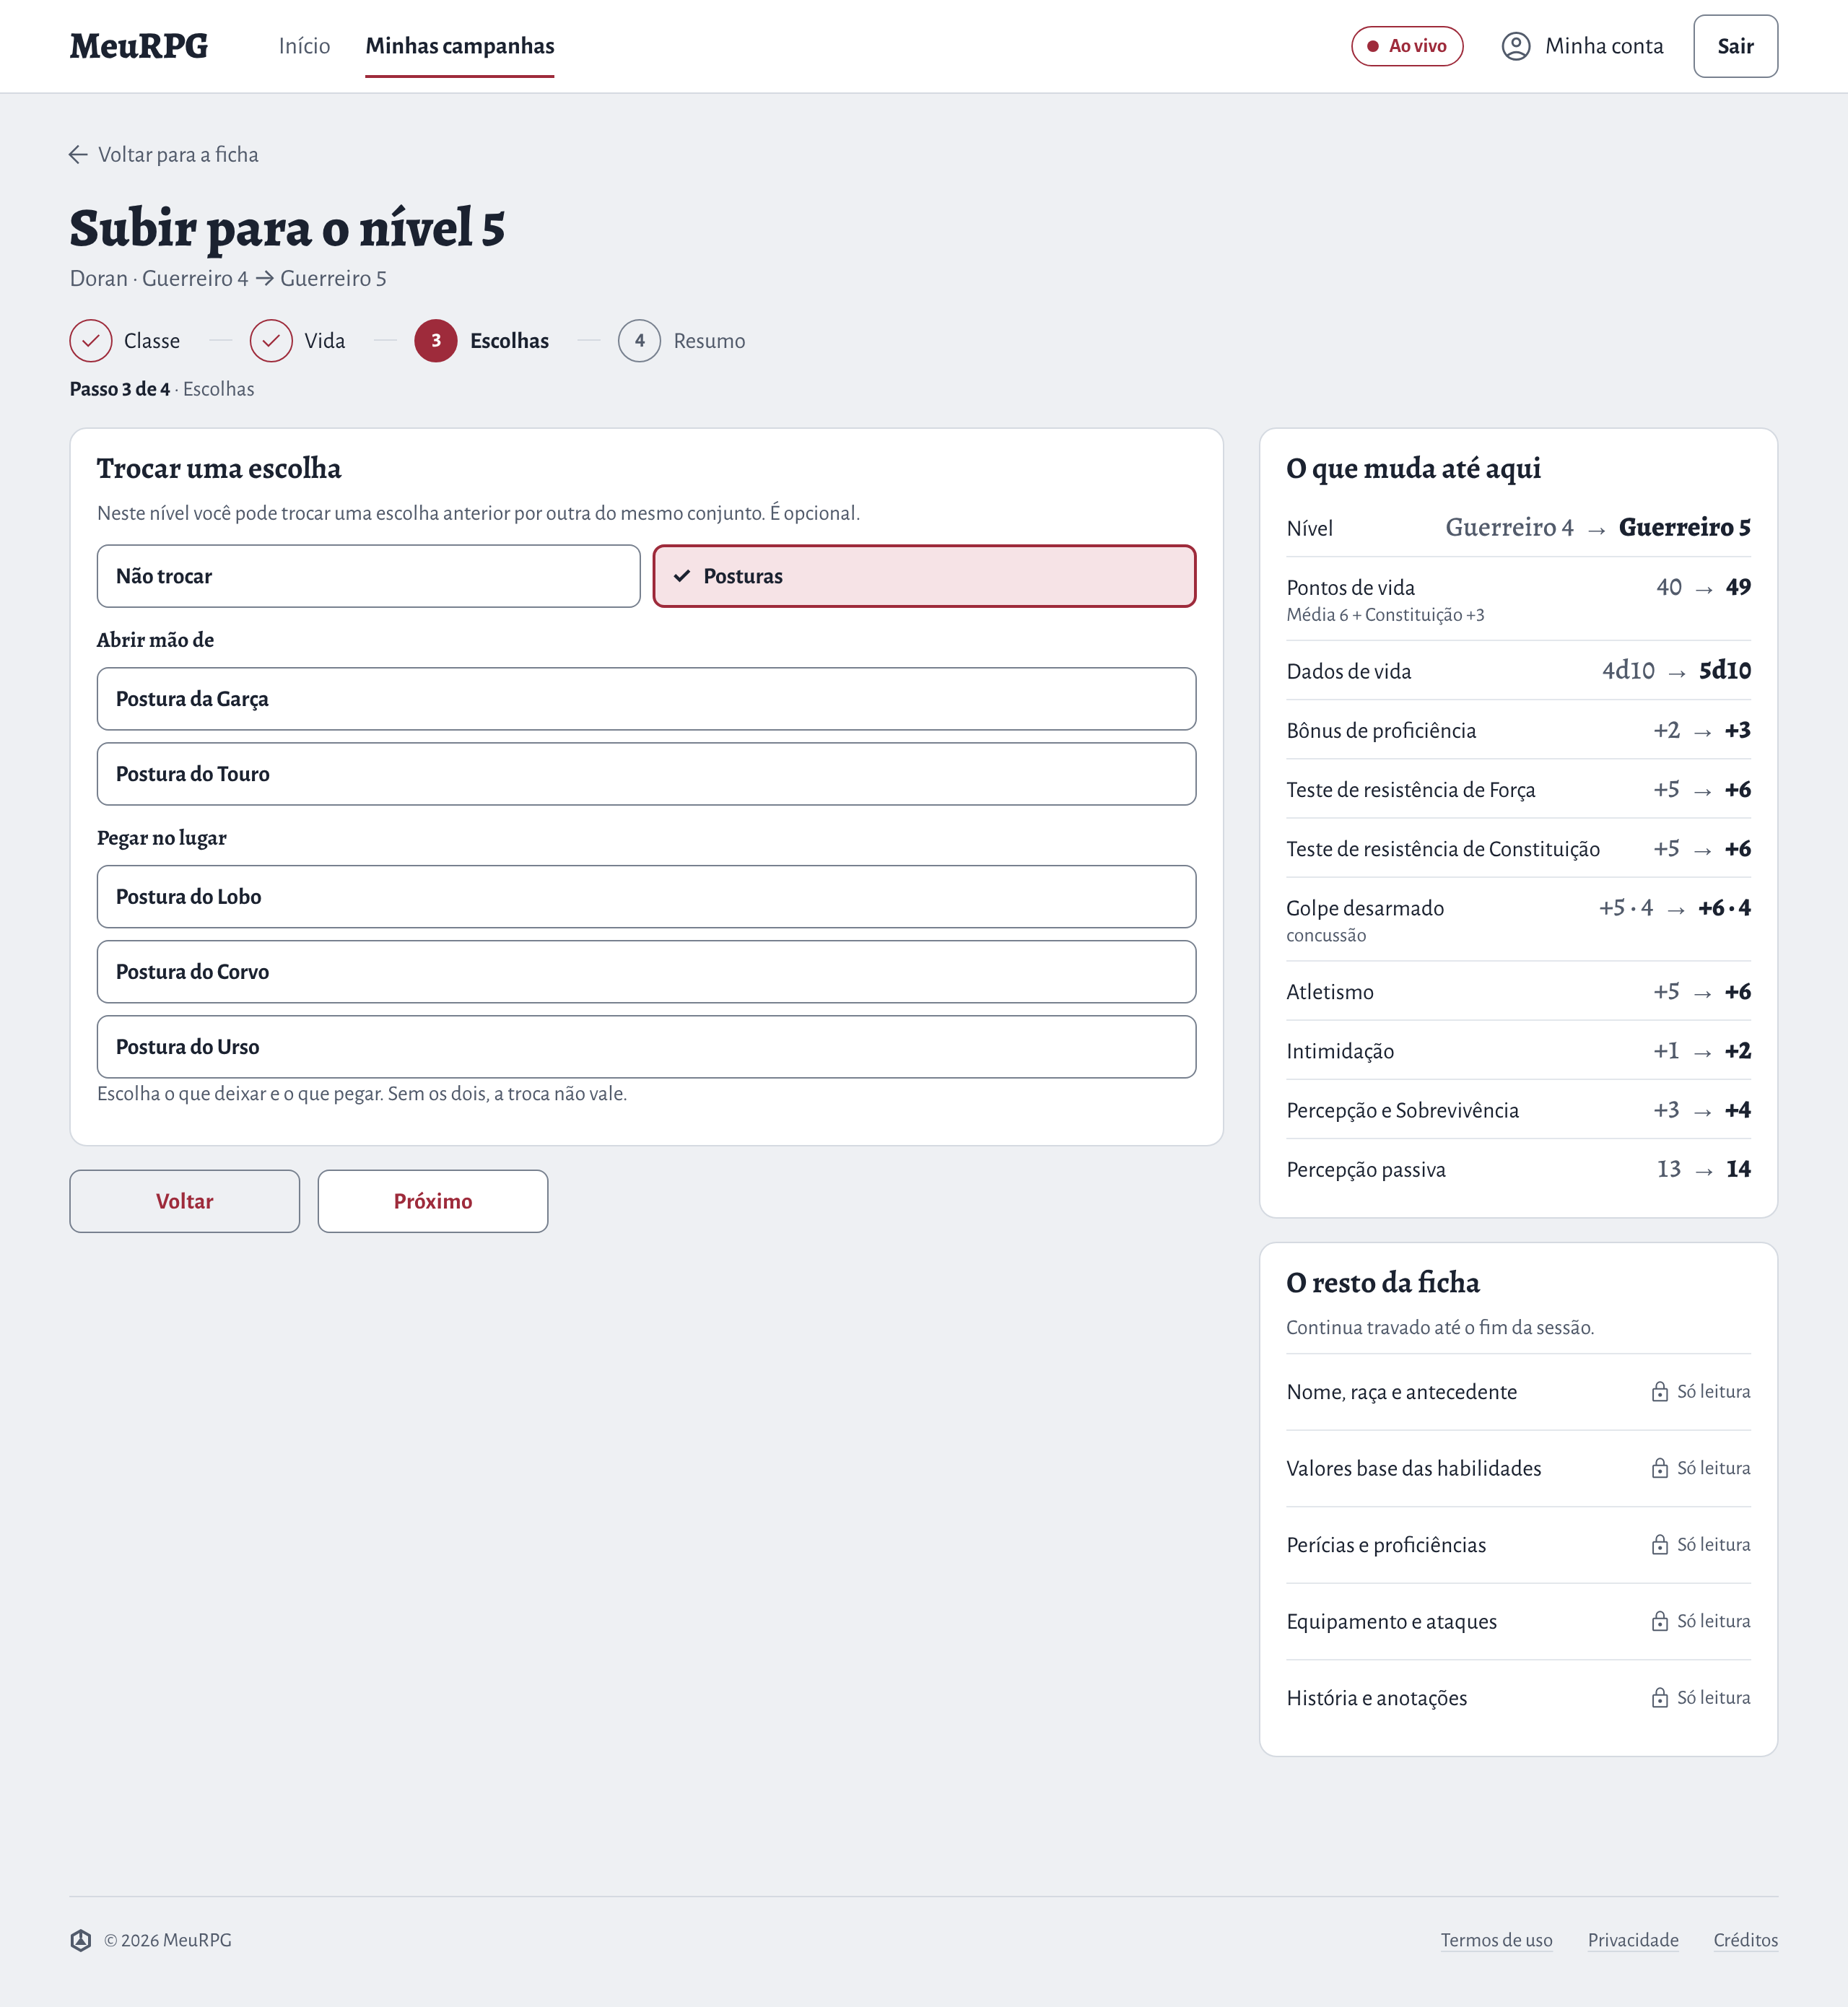 MeuRPG
Início
Minhas campanhas
Ao vivo
Minha conta
Sair
← Voltar para a ficha
Subir para o nível 5
Doran · Guerreiro 4 → Guerreiro 5
Classe
Vida
3 Escolhas
4 Resumo
Passo 3 de 4 · Escolhas
Trocar uma escolha
Neste nível você pode trocar uma escolha anterior por outra do mesmo conjunto. É opcional.
Não trocar
✓ Posturas
Abrir mão de
Postura da Garça
Postura do Touro
Pegar no lugar
Postura do Lobo
Postura do Corvo
Postura do Urso
Escolha o que deixar e o que pegar. Sem os dois, a troca não vale.
Voltar
Próximo
O que muda até aqui
Nível Guerreiro 4 → Guerreiro 5
Pontos de vida 40 → 49
Média 6 + Constituição +3
Dados de vida 4d10 → 5d10
Bônus de proficiência +2 → +3
Teste de resistência de Força +5 → +6
Teste de resistência de Constituição +5 → +6
Golpe desarmado +5 · 4 → +6 · 4
concussão
Atletismo +5 → +6
Intimidação +1 → +2
Percepção e Sobrevivência +3 → +4
Percepção passiva 13 → 14
O resto da ficha
Continua travado até o fim da sessão.
Nome, raça e antecedente Só leitura
Valores base das habilidades Só leitura
Perícias e proficiências Só leitura
Equipamento e ataques Só leitura
História e anotações Só leitura
© 2026 MeuRPG
Termos de uso
Privacidade
Créditos